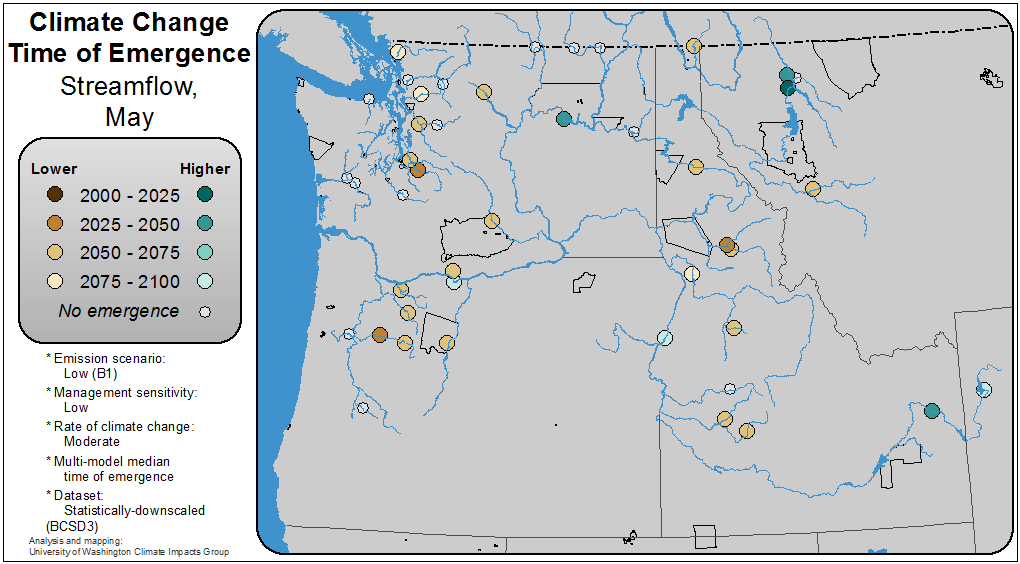 Climate Change
Time of Emergence
Streamflow,
May
Lower Higher
2000 - 2025
2025 - 2050
2050 - 2075
2075 - 2100
No emergence
* Emission scenario:
Low (B1)
* Management sensitivity:
Low
* Rate of climate change:
Moderate
* Multi-model median
time of emergence
* Dataset:
Statistically-downscaled
(BCSD3)
Analysis and mapping:
University of Washington Climate Impacts Group